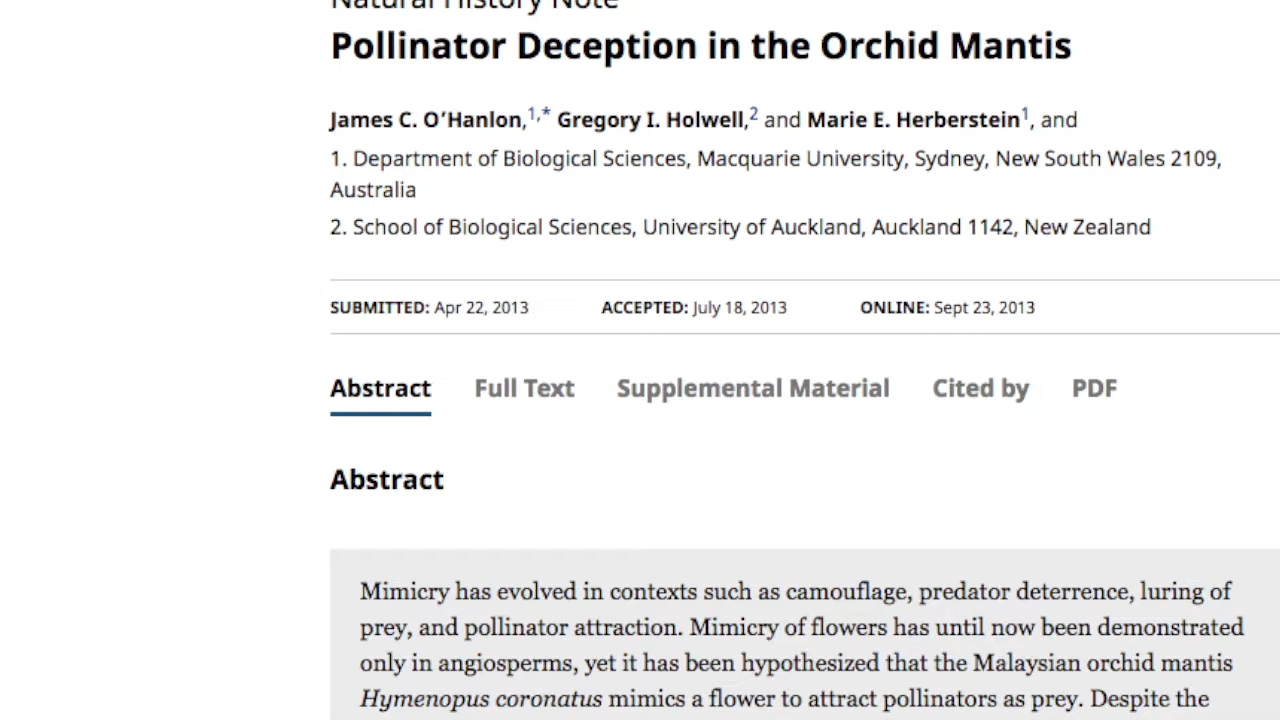 Natural History Note
Pollinator Deception in the Orchid Mantis
James C. O’Hanlon,1,* Gregory I. Holwell,2 and Marie E. Herberstein1, and
1. Department of Biological Sciences, Macquarie University, Sydney, New South Wales 2109,
Australia
2. School of Biological Sciences, University of Auckland, Auckland 1142, New Zealand
SUBMITTED: Apr 22, 2013 ACCEPTED: July 18, 2013 ONLINE: Sept 23, 2013
Abstract Full Text Supplemental Material Cited by PDF
Abstract
Mimicry has evolved in contexts such as camouflage, predator deterrence, luring of
prey, and pollinator attraction. Mimicry of flowers has until now been demonstrated
only in angiosperms, yet it has been hypothesized that the Malaysian orchid mantis
Hymenopus coronatus mimics a flower to attract pollinators as prey. Despite the